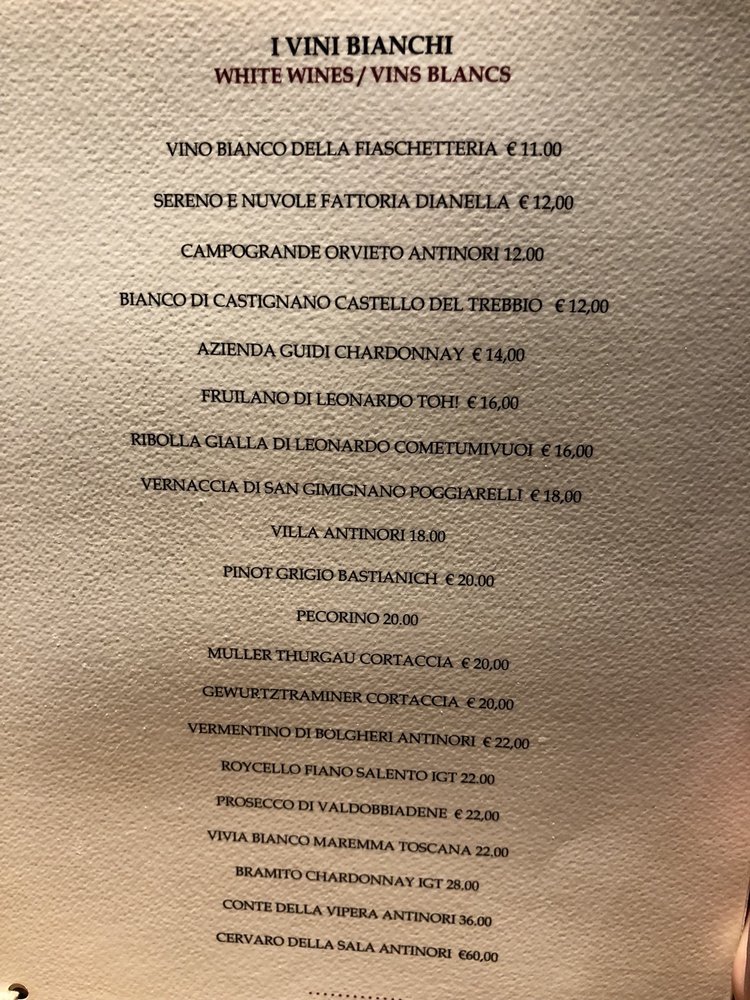 I VINI BIANCHI
WHITE WINES / VINS BLANCS
VINO BIANCO DELLA FIASCHETTERIA € 11.00
SERENO E NUVOLE FATTORIA DIANELLA € 12,00
CAMPOGRANDE ORVIETO ANTINORI 12.00
BIANCO DI CASTIGNANO CASTELLO DEL TREBBIO € 12,00
AZIENDA GUIDI CHARDONNAY € 14,00
FRUILANO DI LEONARDO TOH! € 16,00
RIBOLLA GIALLA DI LEONARDO COMETUMIVUOI € 16,00
VERNACCIA DI SAN GIMIGNANO POGGIARELLI € 18,00
VILLA ANTINORI 18.00
PINOT GRIGIO BASTIANICH € 20.00
PECORINO 20.00
MULLER THURGAU CORTACCIA € 20,00
GEWURTZTRAMINER CORTACCIA € 20,00
VERMENTINO DI BOLGHERI ANTINORI € 22,00
ROYCELLO FIANO SALENTO IGT 22.00
PROSECCO DI VALDOBBIADENE € 22,00
VIVIA BIANCO MAREMMA TOSCANA 22.00
BRAMITO CHARDONNAY IGT 28.00
CONTE DELLA VIPERA ANTINORI 36.00
CERVARO DELLA SALA ANTINORI €60,00